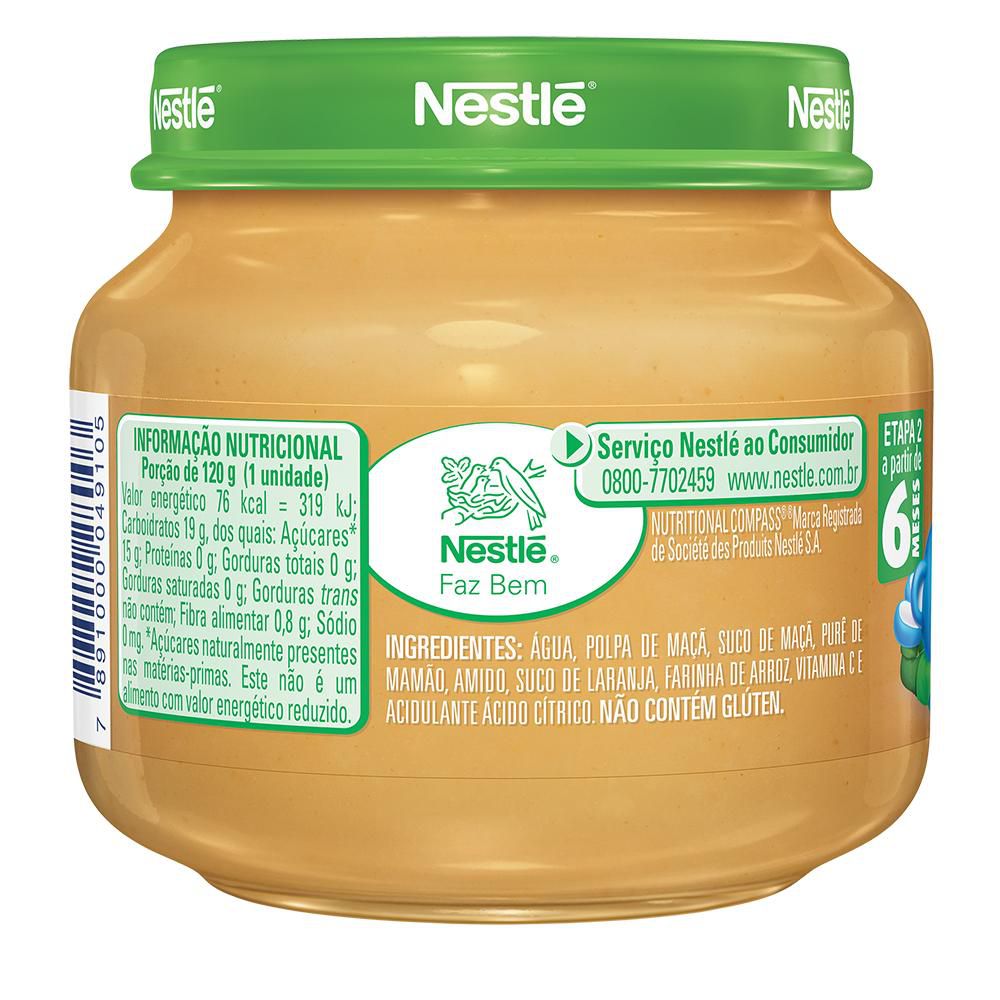 Nestlé® Nestlé® Nestlé
INFORMAÇÃO NUTRICIONAL
Porção de 120 g (1 unidade)
Valor energético 76 kcal = 319 kJ;
Carboidratos 19 g, dos quais: Açúcares*
15 g; Proteínas 0 g; Gorduras totais 0 g;
Gorduras saturadas 0 g; Gorduras trans
não contém; Fibra alimentar 0,8 g; Sódio
0 mg. *Açúcares naturalmente presentes
nas matérias-primas. Este não é um
alimento com valor energético reduzido.
7 891000 049105
Nestlé®
Faz Bem
Serviço Nestlé ao Consumidor
0800-7702459 www.nestle.com.br
NUTRITIONAL COMPASS® ®Marca Registrada
de Société des Produits Nestlé S.A.
INGREDIENTES: ÁGUA, POLPA DE MAÇÃ, SUCO DE MAÇÃ, PURÊ DE
MAMÃO, AMIDO, SUCO DE LARANJA, FARINHA DE ARROZ, VITAMINA C E
ACIDULANTE ÁCIDO CÍTRICO. NÃO CONTÉM GLÚTEN.
ETAPA 2
a partir de
6
MESES